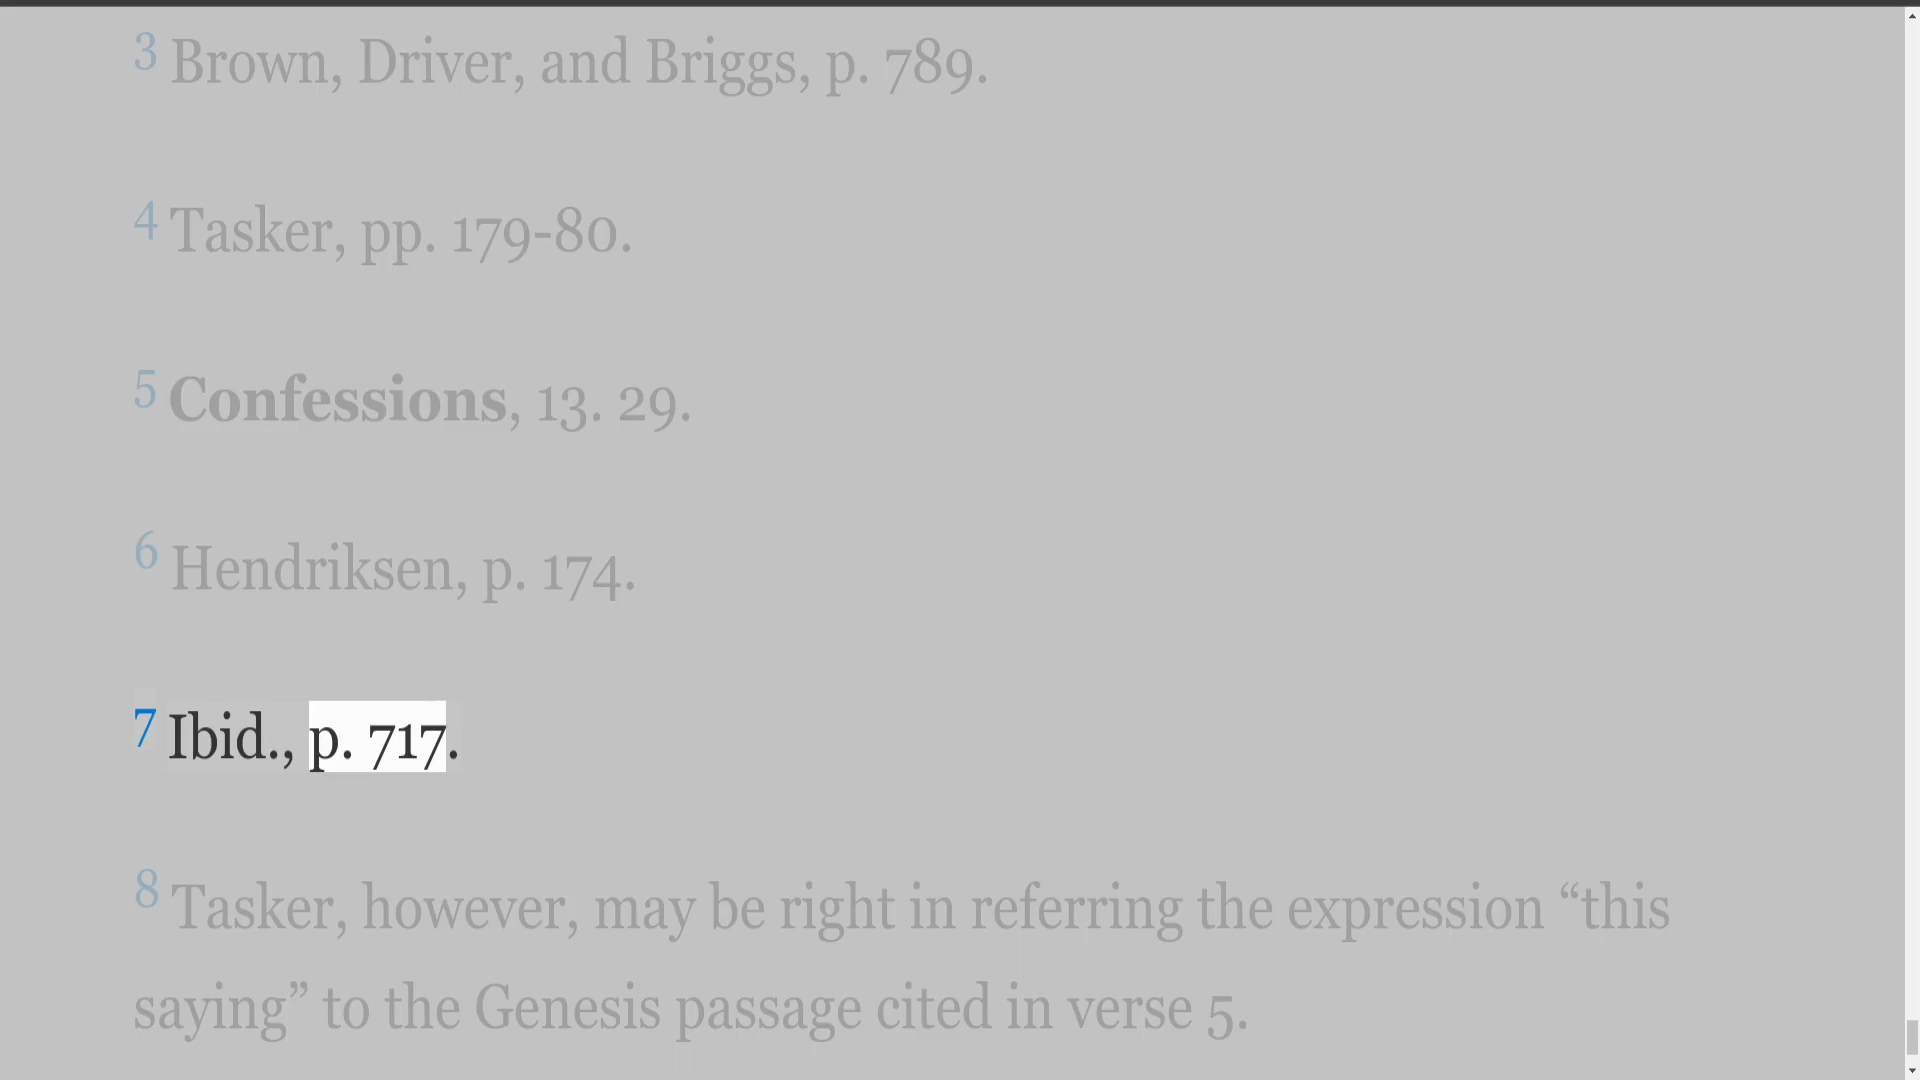 3 Brown, Driver, and Briggs, p. 789.
4 Tasker, pp. 179-80.
5 Confessions, 13. 29.
6 Hendriksen, p. 174.
7 Ibid., p. 717.
8 Tasker, however, may be right in referring the expression “this
saying” to the Genesis passage cited in verse 5.